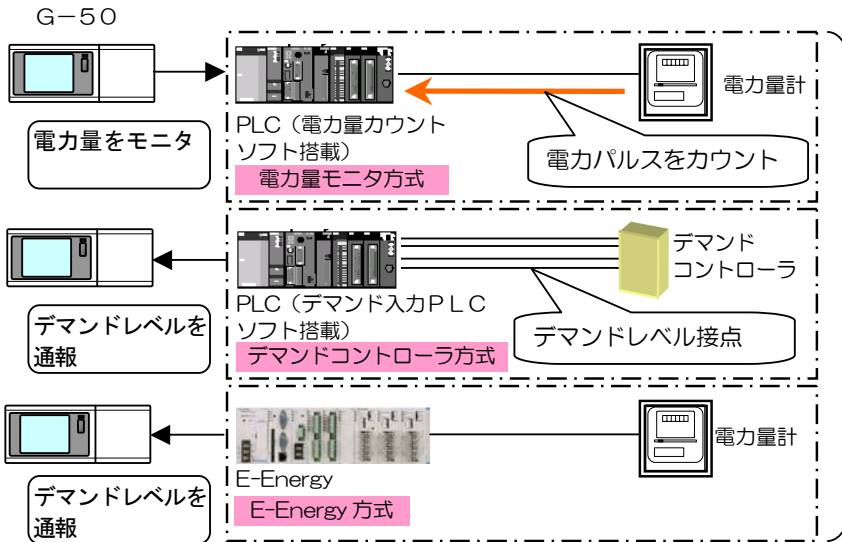 G-50
電力量計
PLC（電力量カウント
ソフト搭載）
電力量をモニタ
電力パルスをカウント
電力量モニタ方式
デマンド
コントローラ
PLC（デマンド入力ＰＬＣ
ソフト搭載）
デマンドレベルを
通報
デマンドレベル接点
デマンドコントローラ方式
電力量計
E-Energy
デマンドレベルを
通報
E-Energy 方式